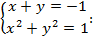 {x + y = −1
x² + y² = 1.